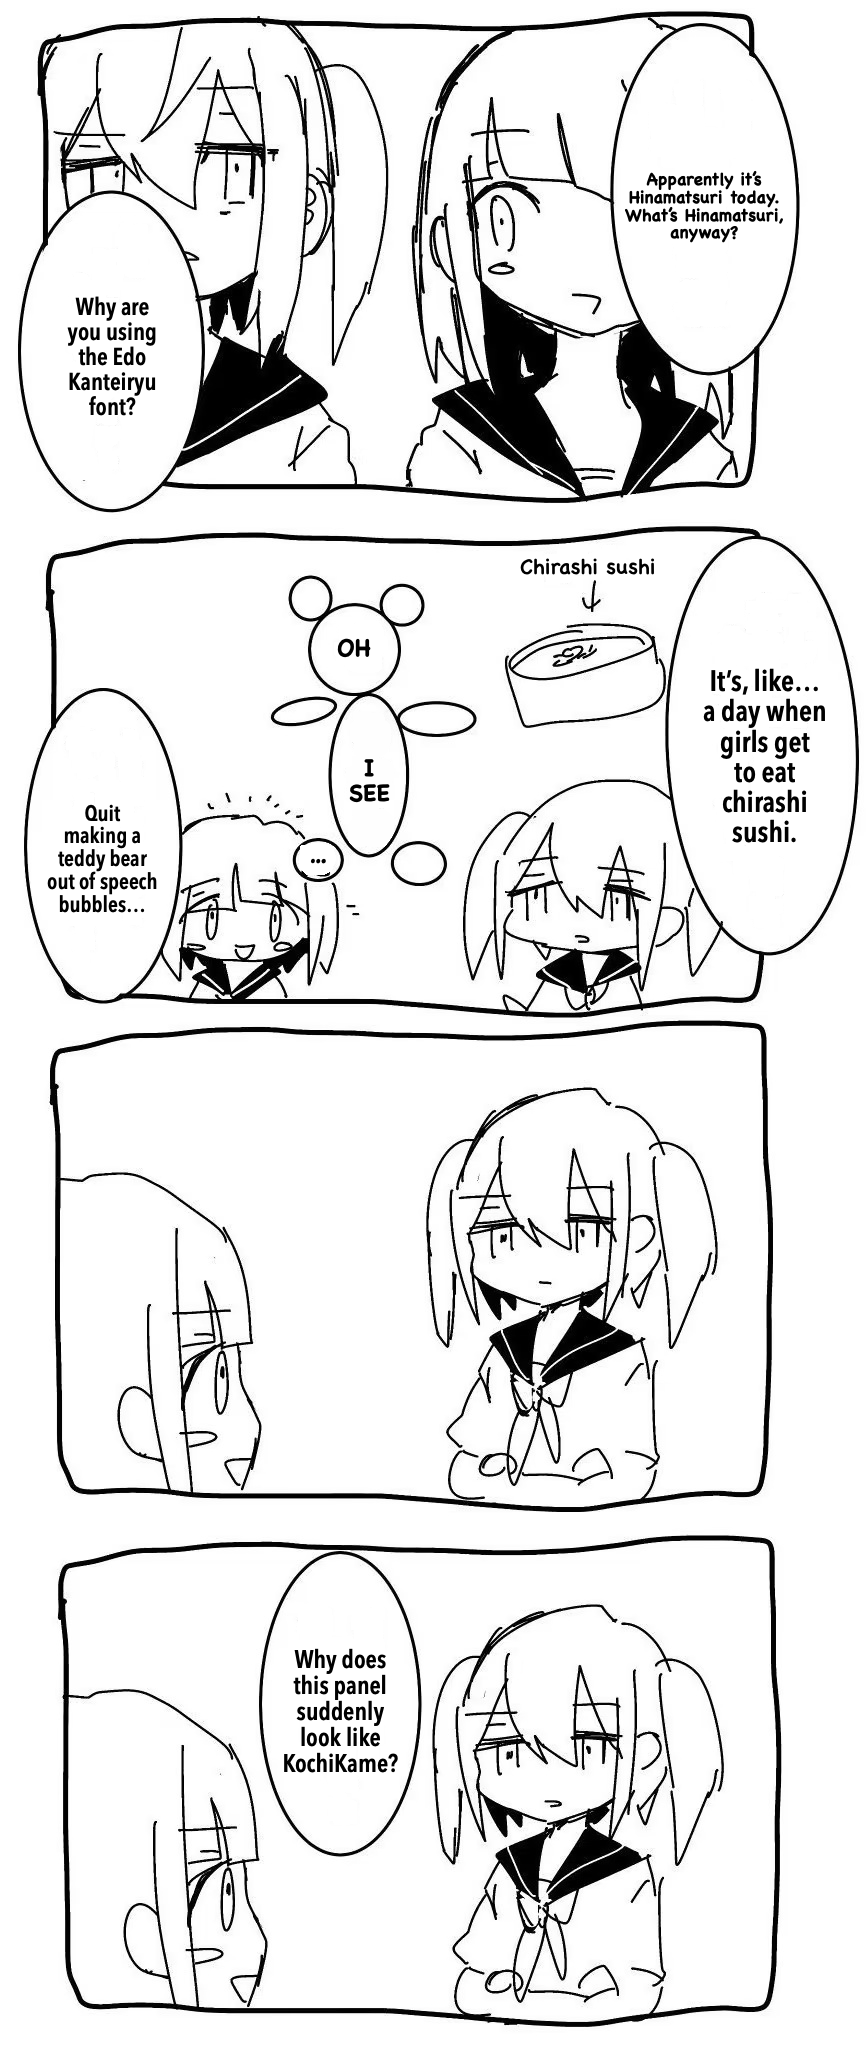 Apparently it's
Hinamatsuri today.
What's Hinamatsuri,
anyway?
Why are
you using
the Edo
Kanteiryu
font?
It's, like…
a day when
girls get
to eat
chirashi
sushi.
Chirashi sushi
OH
I
SEE
...
Quit
making a
teddy bear
out of speech
bubbles…
Why does
this panel
suddenly
look like
KochiKame?